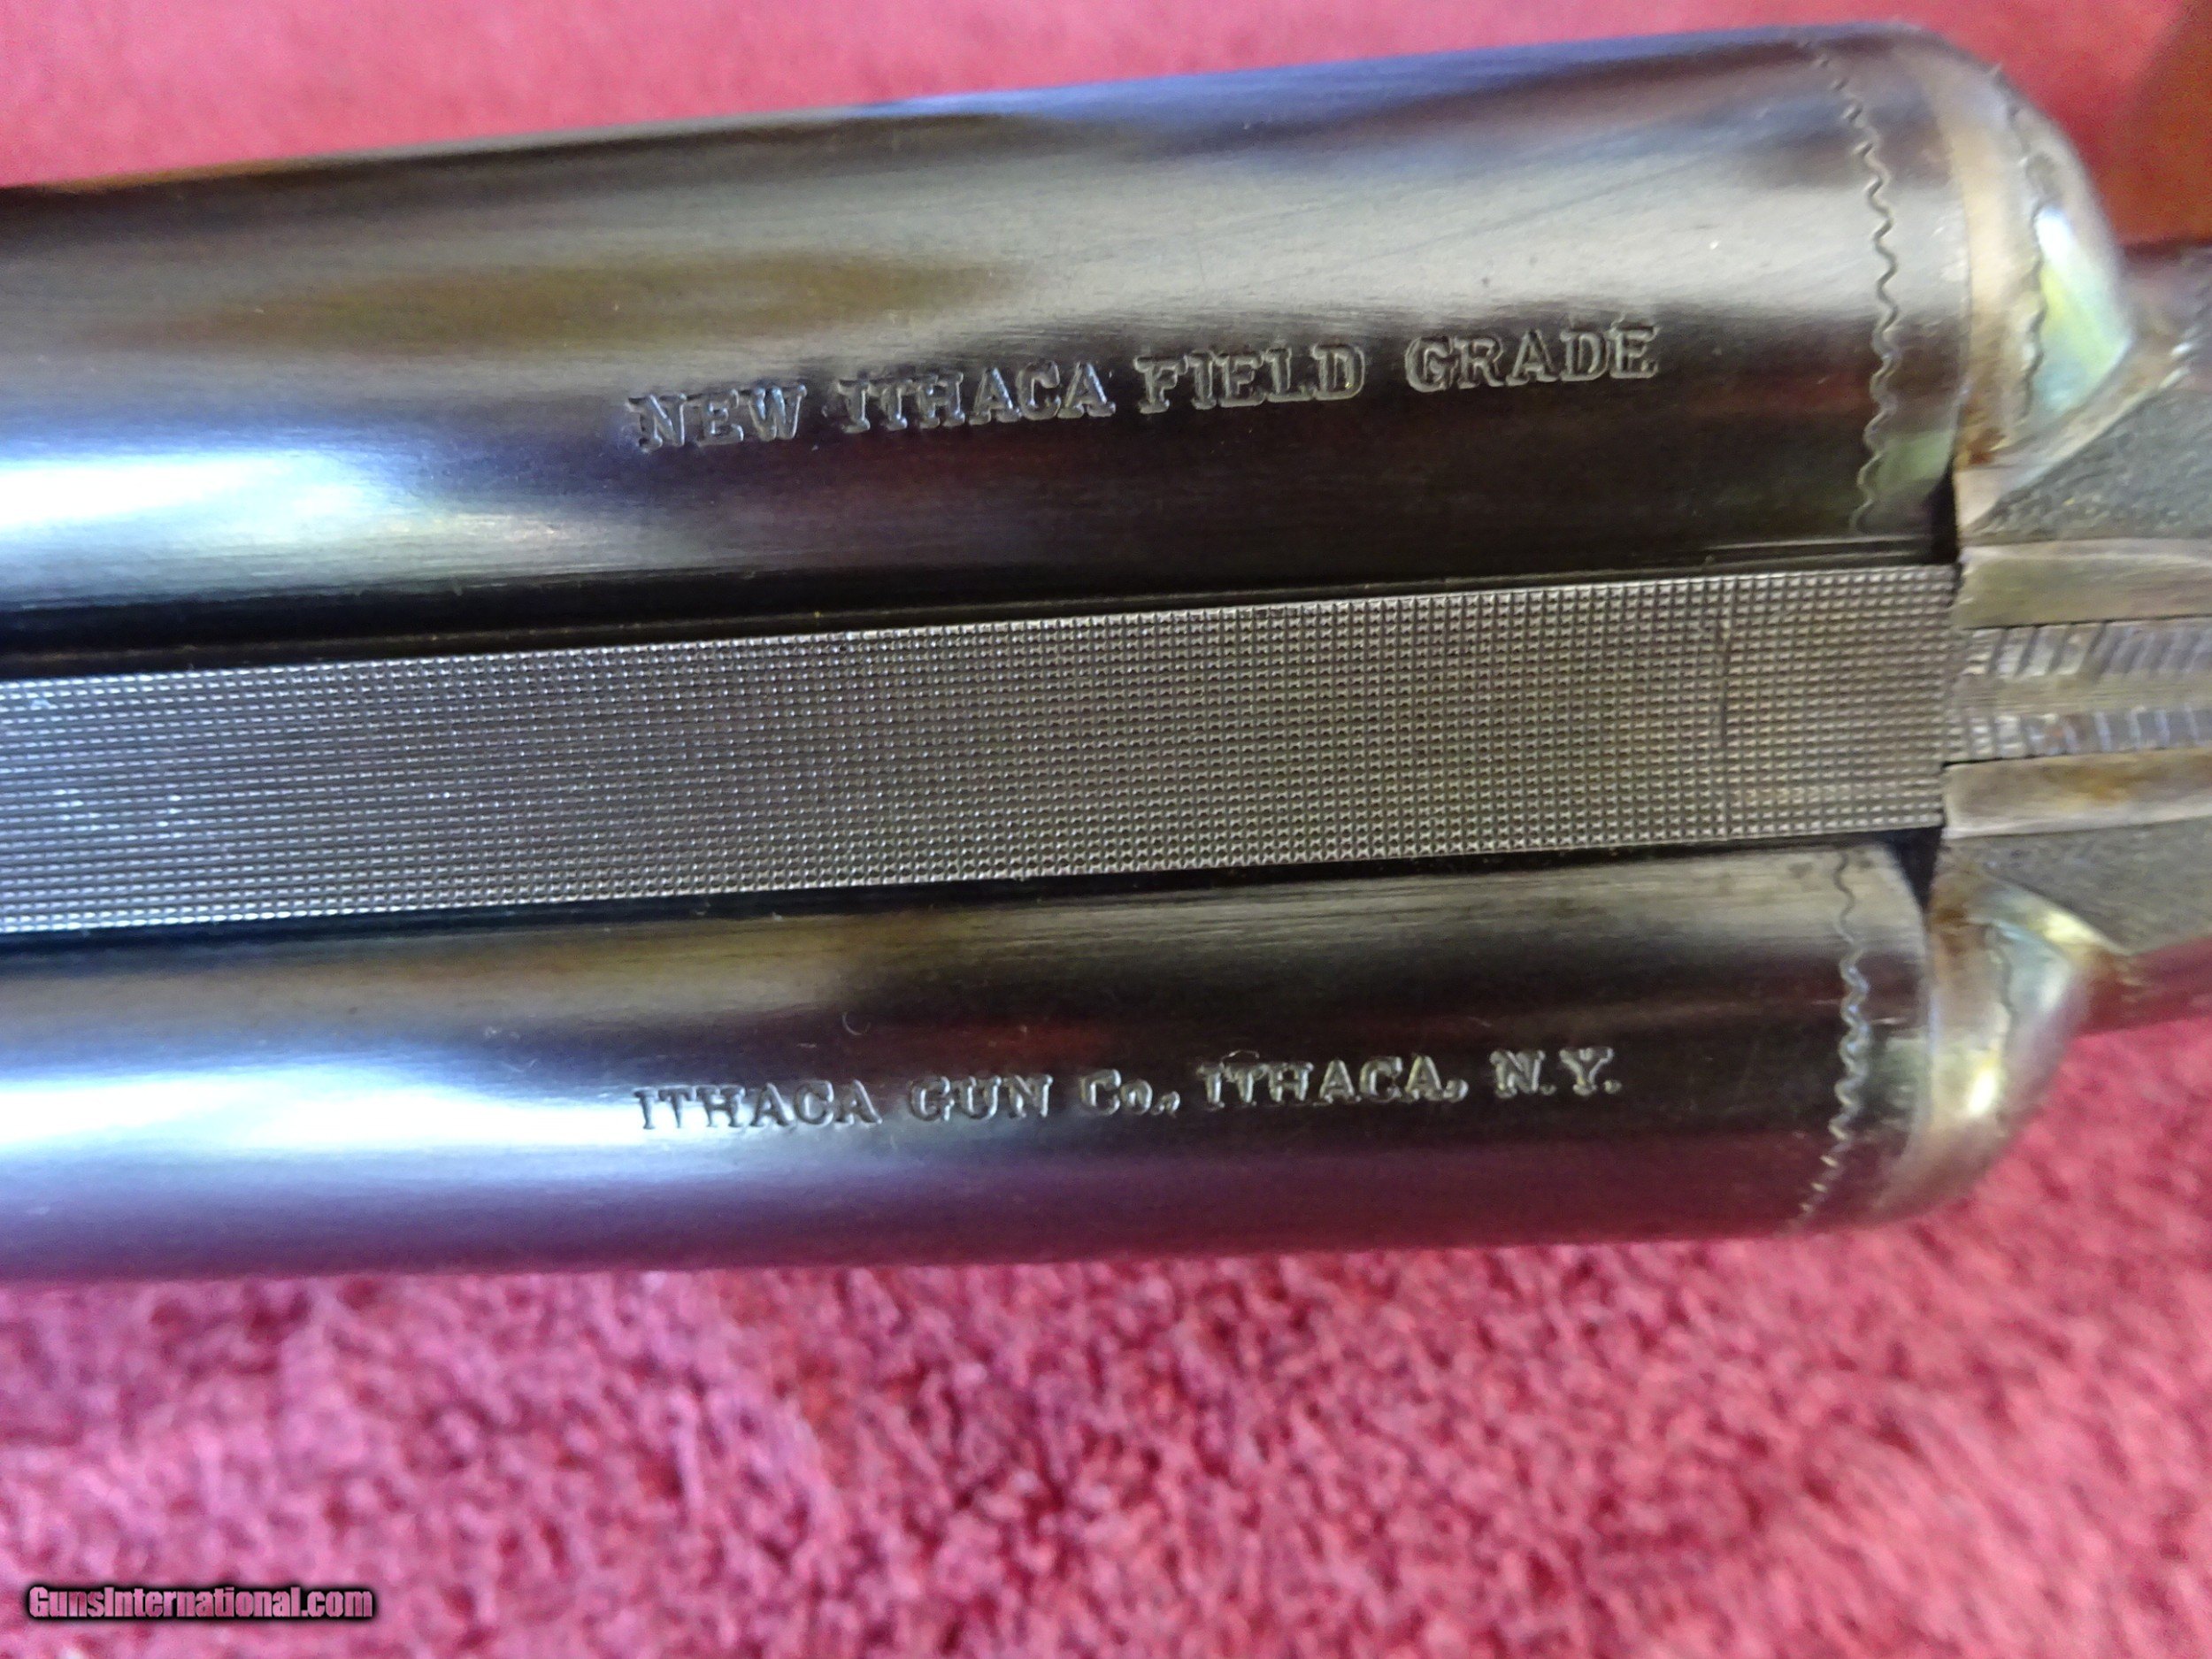 NEW ITHACA FIELD GRADE
ITHACA GUN Co., ITHACA, N.Y.
GunsInternational.com